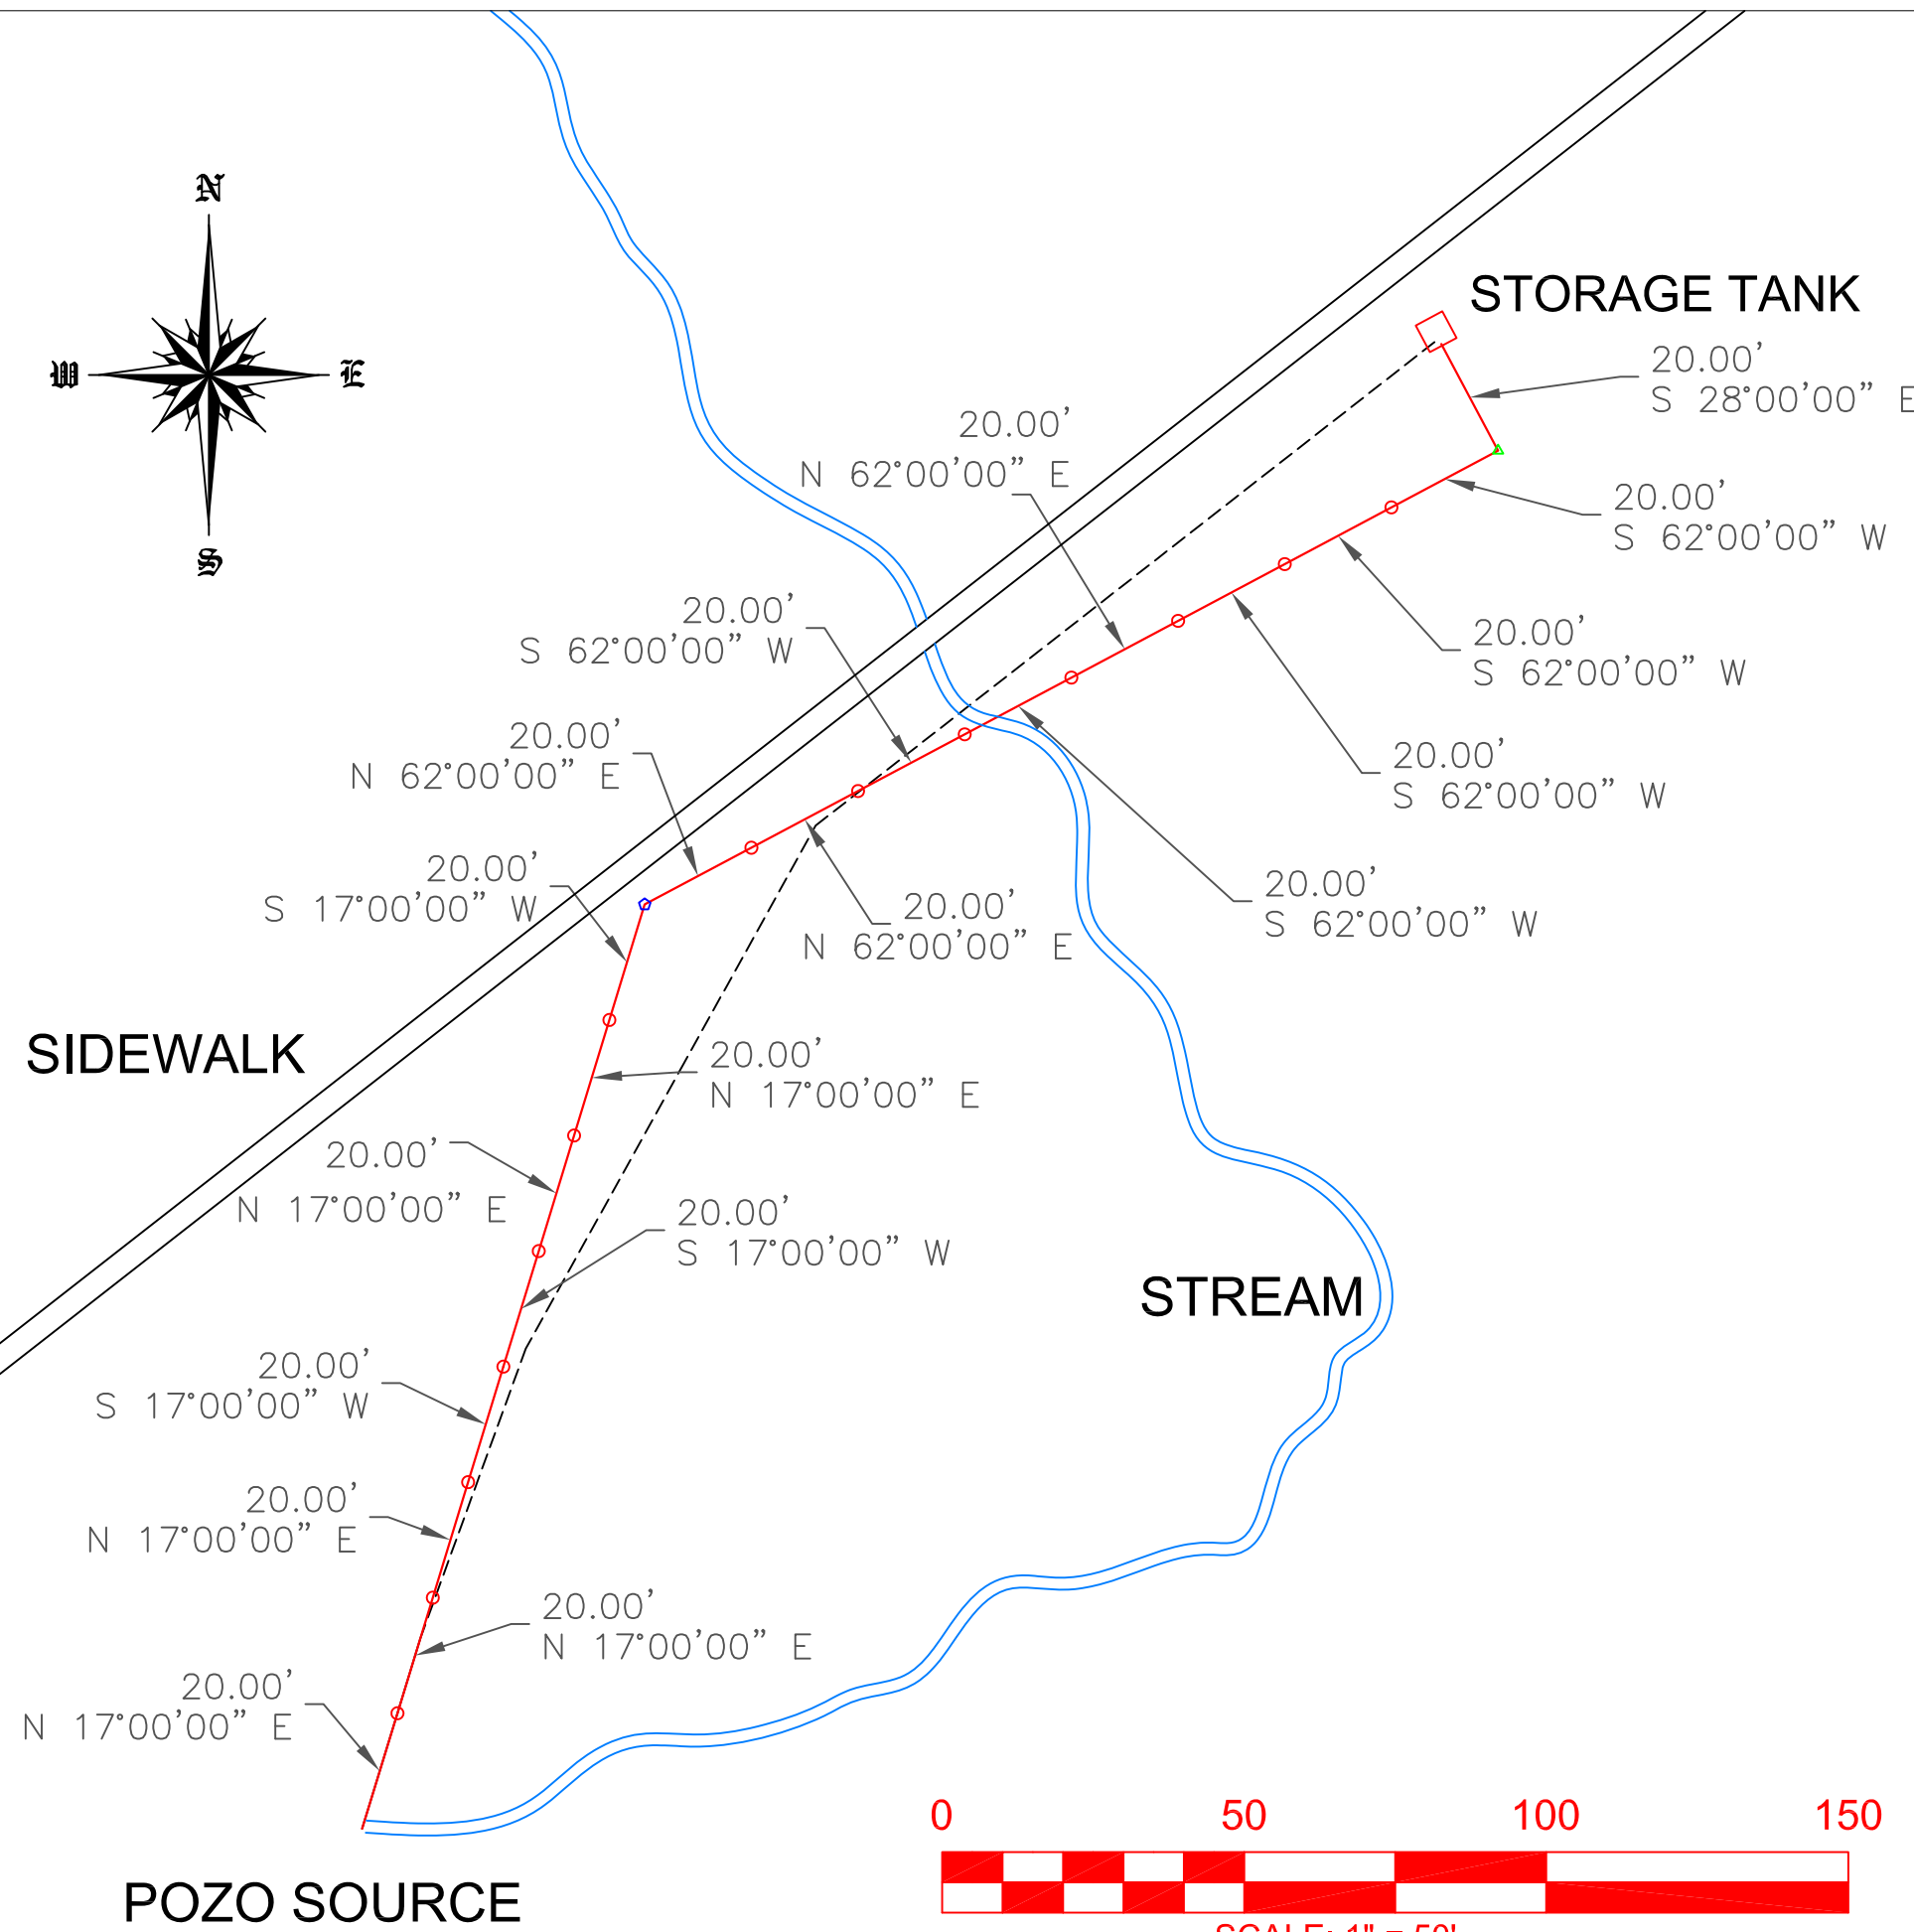 N
W
E
S
STORAGE TANK
20.00'
S 28°00'00" E
20.00'
N 62°00'00" E
20.00'
S 62°00'00" W
20.00'
S 62°00'00" W
20.00'
S 62°00'00" W
20.00'
N 62°00'00" E
20.00'
S 62°00'00" W
20.00'
S 17°00'00" W
20.00'
S 62°00'00" W
20.00'
N 62°00'00" E
SIDEWALK
20.00'
N 17°00'00" E
20.00'
N 17°00'00" E
20.00'
S 17°00'00" W
STREAM
20.00'
S 17°00'00" W
20.00'
N 17°00'00" E
20.00'
N 17°00'00" E
20.00'
N 17°00'00" E
0 50 100 150
POZO SOURCE
SCALE: 1" = 50'